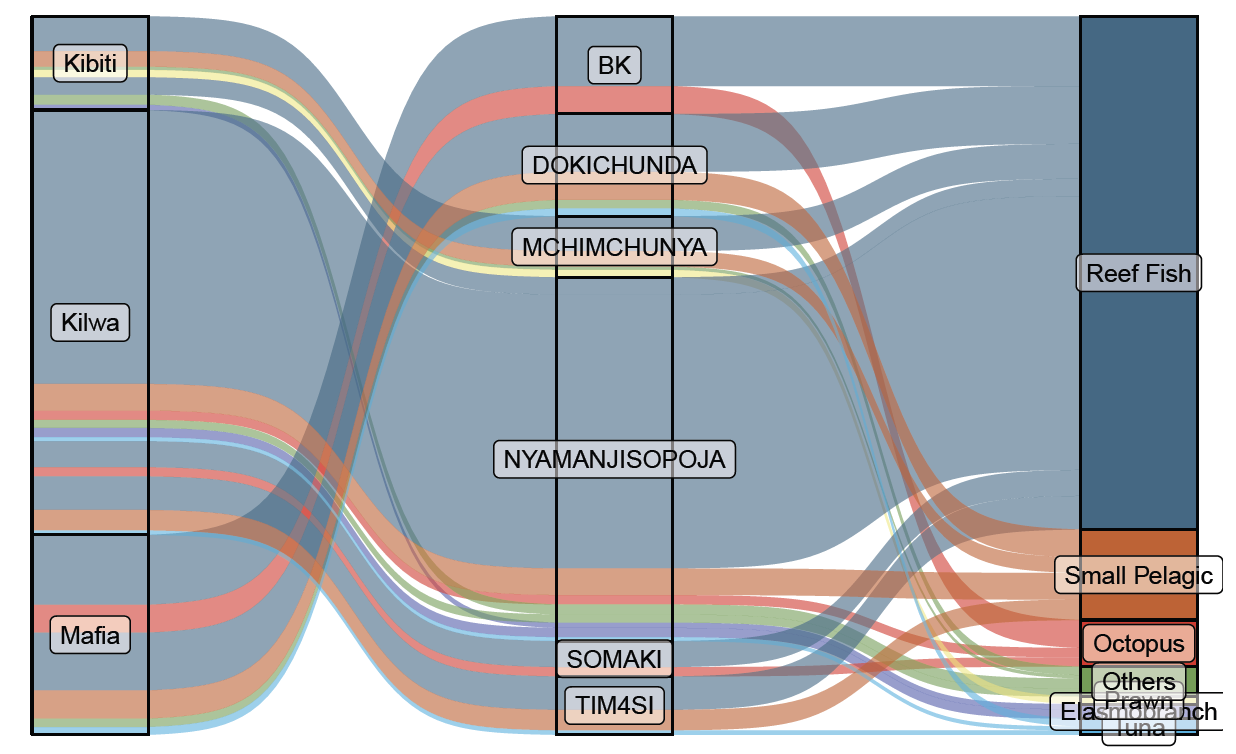 Kibiti
Kilwa
Mafia
BK
DOKICHUNDA
MCHIMCHUNYA
NYAMANJISOPOJA
SOMAKI
TIM4SI
Reef Fish
Small Pelagic
Octopus
Others
Prawn
Elasmobranch
Tuna